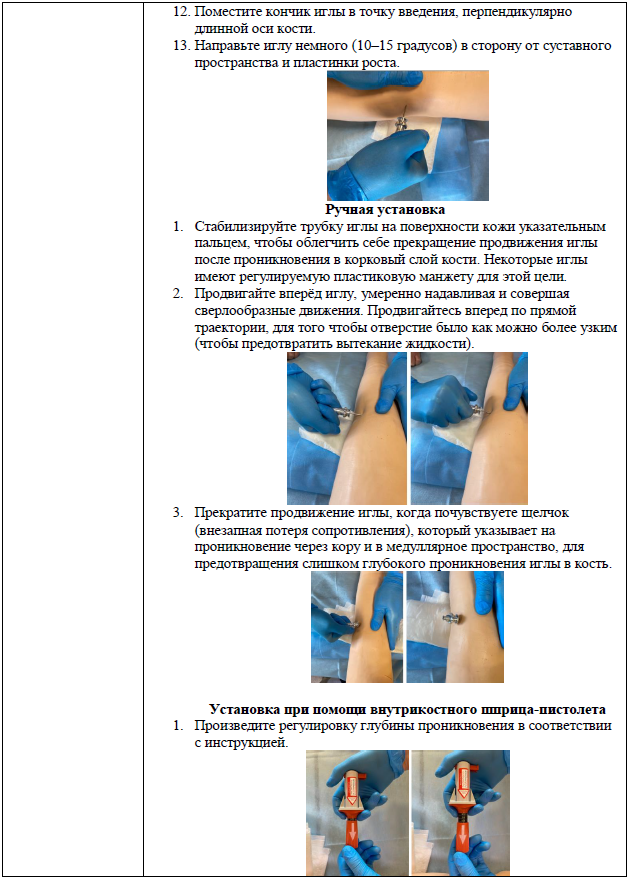 12. Поместите кончик иглы в точку введения, перпендикулярно
длинной оси кости.
13. Направьте иглу немного (10–15 градусов) в сторону от суставного
пространства и пластинки роста.
Ручная установка
1. Стабилизируйте трубку иглы на поверхности кожи указательным
пальцем, чтобы облегчить себе прекращение продвижения иглы
после проникновения в корковый слой кости. Некоторые иглы
имеют регулируемую пластиковую манжету для этой цели.
2. Продвигайте вперёд иглу, умеренно надавливая и совершая
сверлообразные движения. Продвигайтесь вперед по прямой
траектории, для того чтобы отверстие было как можно более узким
(чтобы предотвратить вытекание жидкости).
3. Прекратите продвижение иглы, когда почувствуете щелчок
(внезапная потеря сопротивления), который указывает на
проникновение через кору и в медуллярное пространство, для
предотвращения слишком глубокого проникновения иглы в кость.
Установка при помощи внутрикостного шприца-пистолета
1. Произведите регулировку глубины проникновения в соответствии
с инструкцией.